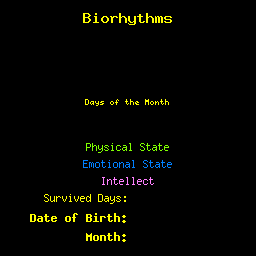 Biorhythms
Days of the Month
Physical State
Emotional State
Intellect
Survived Days:
Date of Birth:
Month: